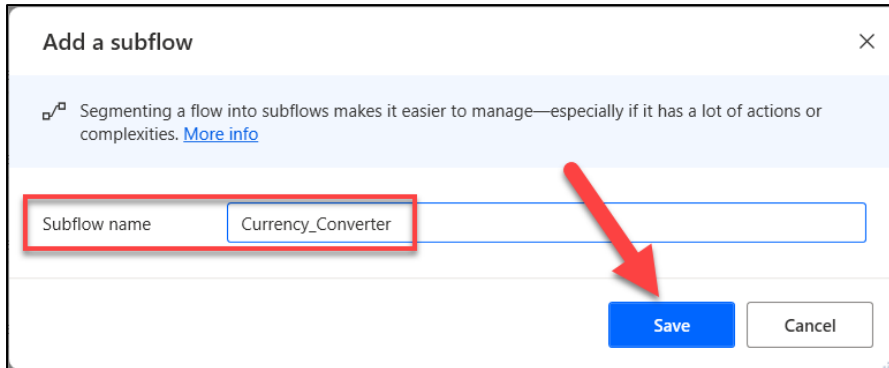 Add a subflow
Segmenting a flow into subflows makes it easier to manage—especially if it has a lot of actions or
complexities. More info
Subflow name
Currency_Converter
Save
Cancel